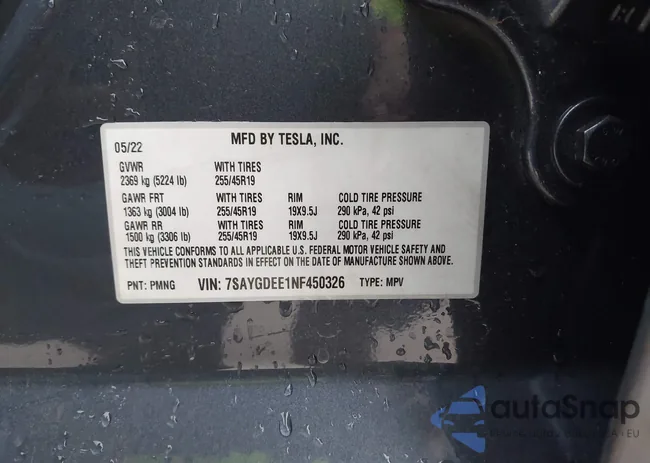 05/22 MFD BY TESLA, INC.
GVWR WITH TIRES
2369 kg (5224 lb) 255/45R19
GAWR FRT WITH TIRES RIM COLD TIRE PRESSURE
1363 kg (3004 lb) 255/45R19 19X9.5J 290 kPa, 42 psi
GAWR RR WITH TIRES RIM COLD TIRE PRESSURE
1500 kg (3306 lb) 255/45R19 19X9.5J 290 kPa, 42 psi
THIS VEHICLE CONFORMS TO ALL APPLICABLE U.S. FEDERAL MOTOR VEHICLE SAFETY AND
THEFT PREVENTION STANDARDS IN EFFECT ON THE DATE OF MANUFACTURE SHOWN ABOVE.
PNT: PMNG VIN: 7SAYGDEE1NF450326 TYPE: MPV
autoSnap